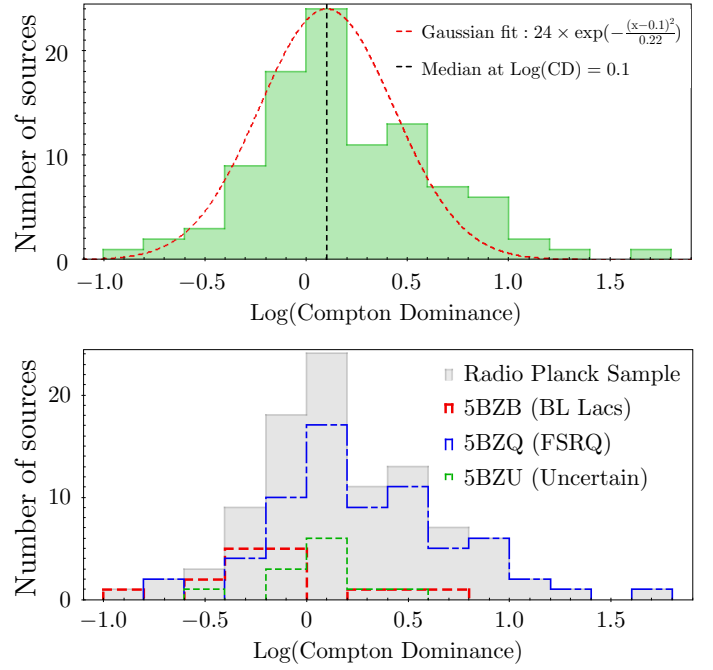 Number of sources
20
10
0
Gaussian fit : 24 × exp(−(x−0.1)²/0.22)
Median at Log(CD) = 0.1
−1.0 −0.5 0 0.5 1.0 1.5
Log(Compton Dominance)
Number of sources
20
10
0
Radio Planck Sample
5BZB (BL Lacs)
5BZQ (FSRQ)
5BZU (Uncertain)
−1.0 −0.5 0 0.5 1.0 1.5
Log(Compton Dominance)